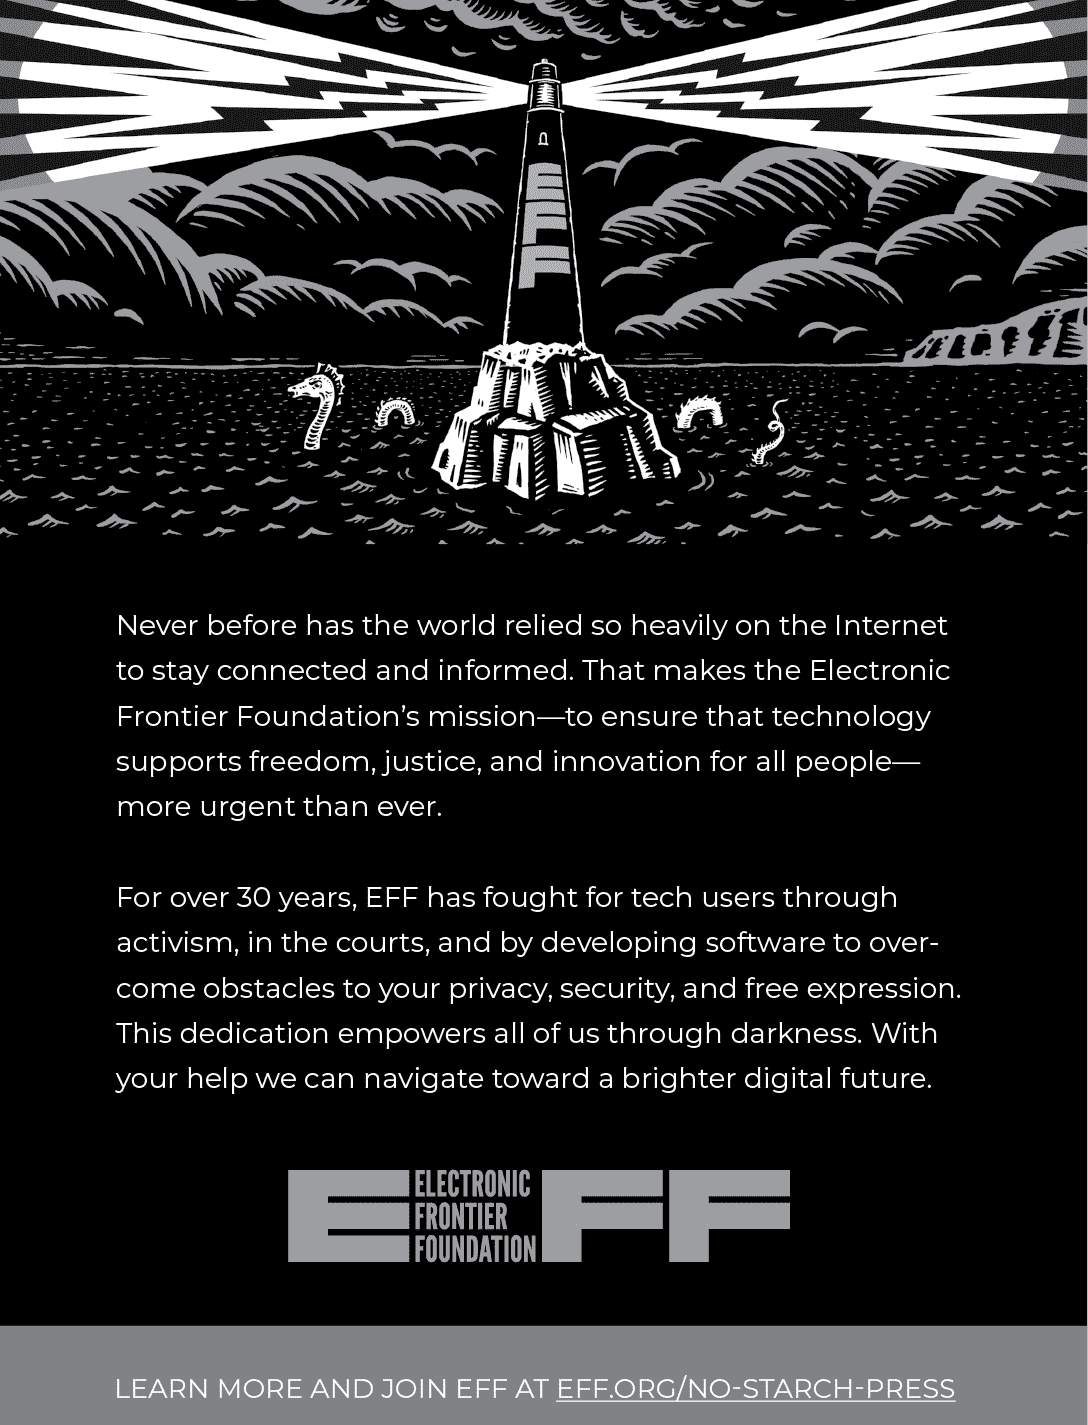 EFF
Never before has the world relied so heavily on the Internet
to stay connected and informed. That makes the Electronic
Frontier Foundation’s mission—to ensure that technology
supports freedom, justice, and innovation for all people—
more urgent than ever.
For over 30 years, EFF has fought for tech users through
activism, in the courts, and by developing software to over-
come obstacles to your privacy, security, and free expression.
This dedication empowers all of us through darkness. With
your help we can navigate toward a brighter digital future.
E ELECTRONIC FRONTIER FOUNDATION FF
LEARN MORE AND JOIN EFF AT EFF.ORG/NO-STARCH-PRESS